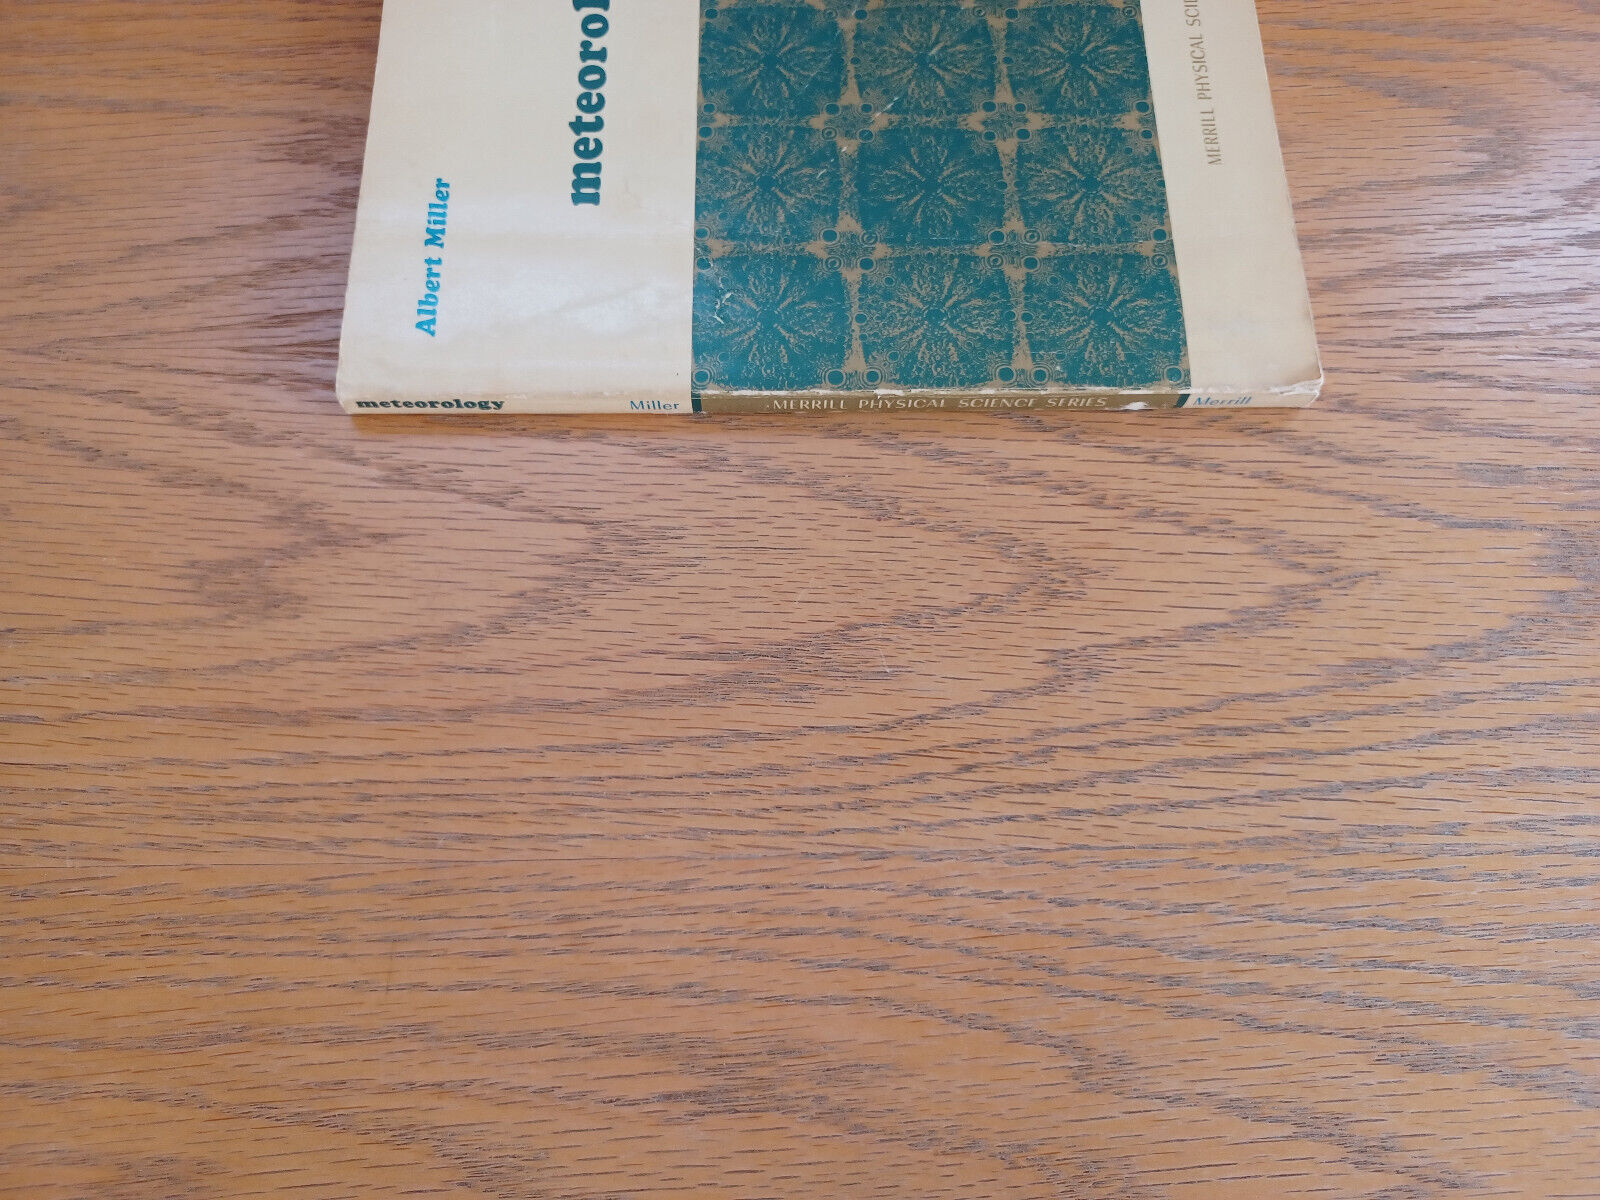 Albert Miller
meteorol
MERRILL PHYSICAL SCI
meteorology
Miller
MERRILL PHYSICAL SCIENCE SERIES
Merrill